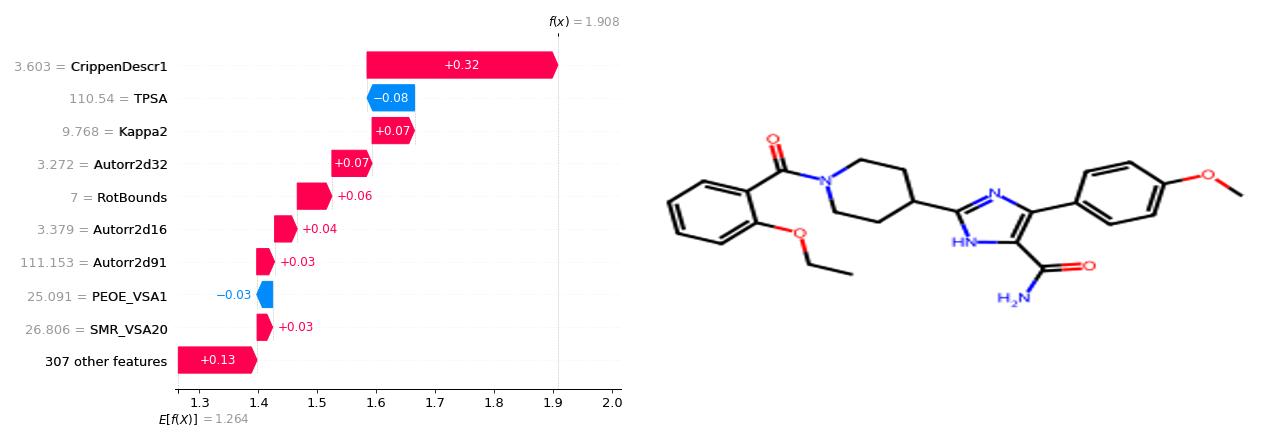 f(x) = 1.908
3.603 = CrippenDescr1
+0.32
110.54 = TPSA
−0.08
9.768 = Kappa2
+0.07
3.272 = Autorr2d32
+0.07
7 = RotBounds
+0.06
3.379 = Autorr2d16
+0.04
111.153 = Autorr2d91
+0.03
25.091 = PEOE_VSA1
−0.03
26.806 = SMR_VSA20
+0.03
307 other features
+0.13
1.3 1.4 1.5 1.6 1.7 1.8 1.9 2.0
E[f(X)] = 1.264
O
N
N
O
HN
O
O
H2N